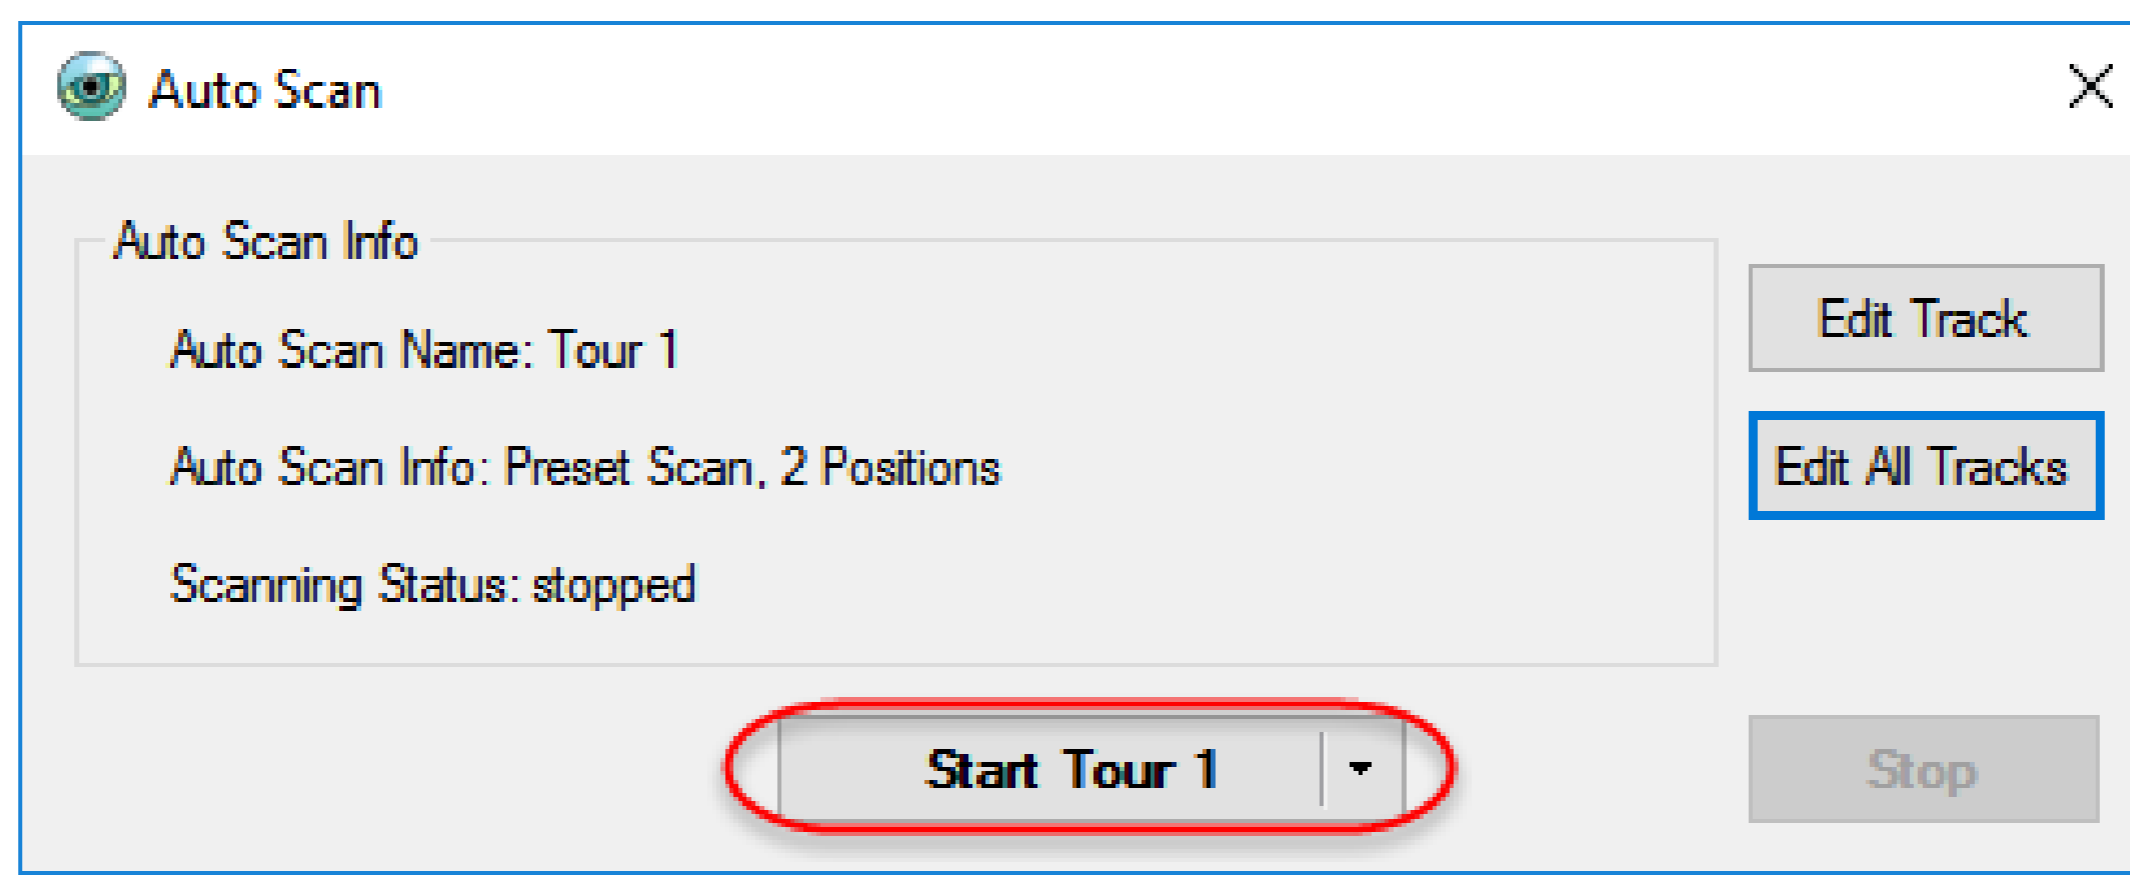 Auto Scan
Auto Scan Info
Auto Scan Name: Tour 1
Auto Scan Info: Preset Scan, 2 Positions
Scanning Status: stopped
Edit Track
Edit All Tracks
Start Tour 1
Stop